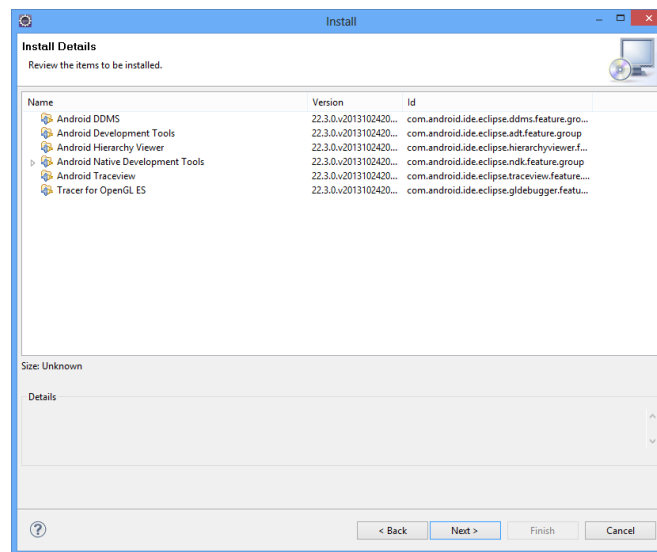 Install
Install Details
Review the items to be installed.
Name Version Id
Android DDMS 22.3.0.v2013102420... com.android.ide.eclipse.ddms.feature.gro...
Android Development Tools 22.3.0.v2013102420... com.android.ide.eclipse.adt.feature.group
Android Hierarchy Viewer 22.3.0.v2013102420... com.android.ide.eclipse.hierarchyviewer.f...
Android Native Development Tools 22.3.0.v2013102420... com.android.ide.eclipse.ndk.feature.group
Android Traceview 22.3.0.v2013102420... com.android.ide.eclipse.traceview.feature....
Tracer for OpenGL ES 22.3.0.v2013102420... com.android.ide.eclipse.gldebugger.featu...
Size: Unknown
Details
? < Back Next > Finish Cancel